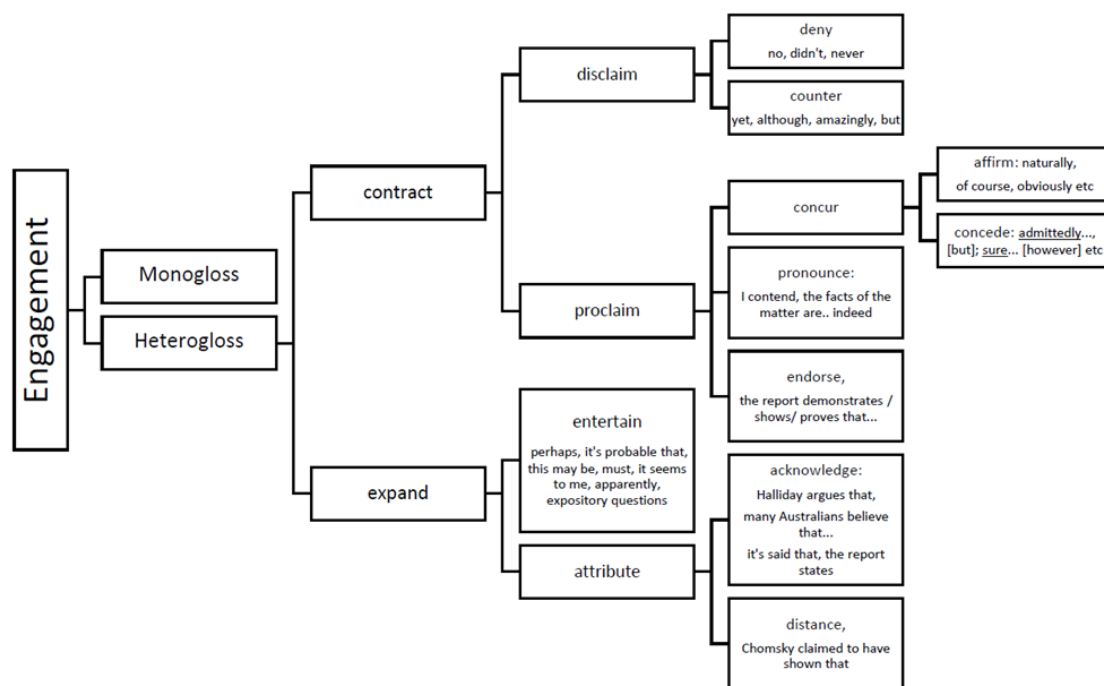 Engagement
Monogloss
Heterogloss
contract
expand
disclaim
proclaim
entertain
perhaps, it's probable that,
this may be, must, it seems
to me, apparently,
expository questions
attribute
deny
no, didn't, never
counter
yet, although, amazingly, but
concur
pronounce:
I contend, the facts of the
matter are.. indeed
endorse,
the report demonstrates /
shows/ proves that...
acknowledge:
Halliday argues that,
many Australians believe
that...
it's said that, the report
states
distance,
Chomsky claimed to have
shown that
affirm: naturally,
of course, obviously etc
concede: admittedly...,
[but]; sure... [however] etc